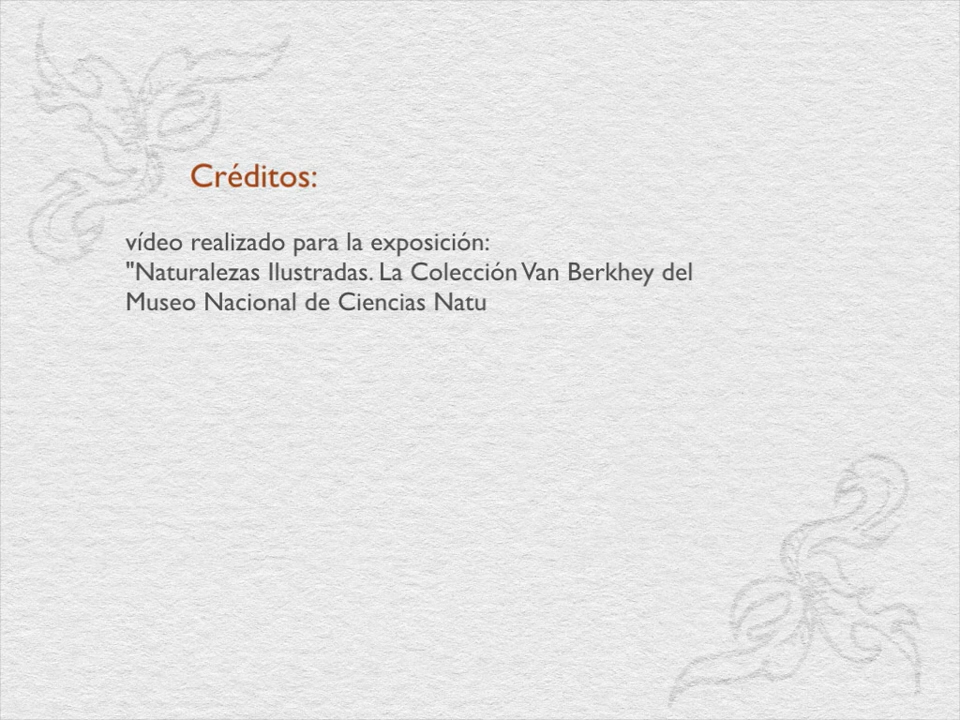 Créditos:
vídeo realizado para la exposición:
"Naturalezas Ilustradas. La Colección Van Berkhey del
Museo Nacional de Ciencias Natu